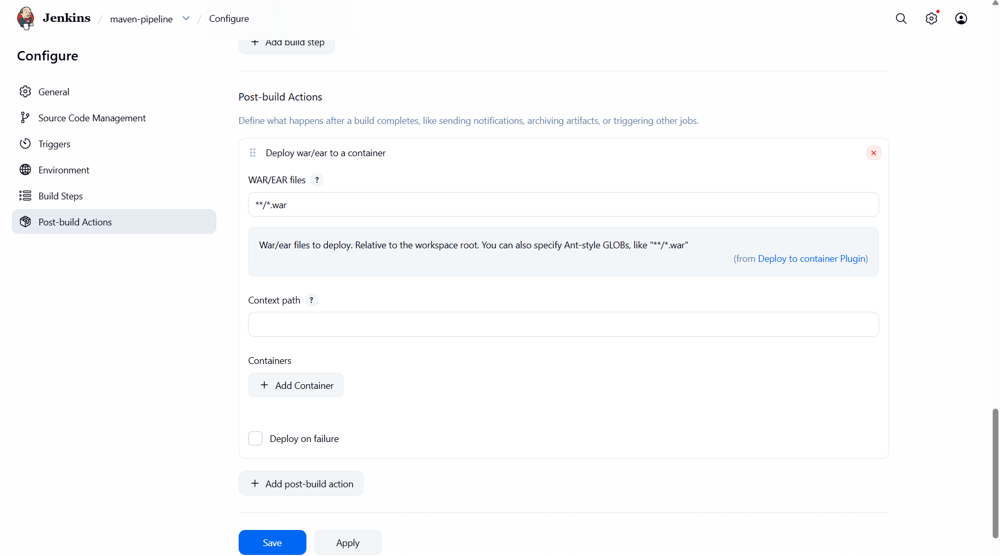 Jenkins / maven-pipeline / Configure
Add build step
Configure
General
Source Code Management
Triggers
Environment
Build Steps
Post-build Actions
Post-build Actions
Define what happens after a build completes, like sending notifications, archiving artifacts, or triggering other jobs.
Deploy war/ear to a container
WAR/EAR files ?
**/*.war
War/ear files to deploy. Relative to the workspace root. You can also specify Ant-style GLOBs, like "**/*.war"
(from Deploy to container Plugin)
Context path ?
Containers
Add Container
Deploy on failure
Add post-build action
Save Apply